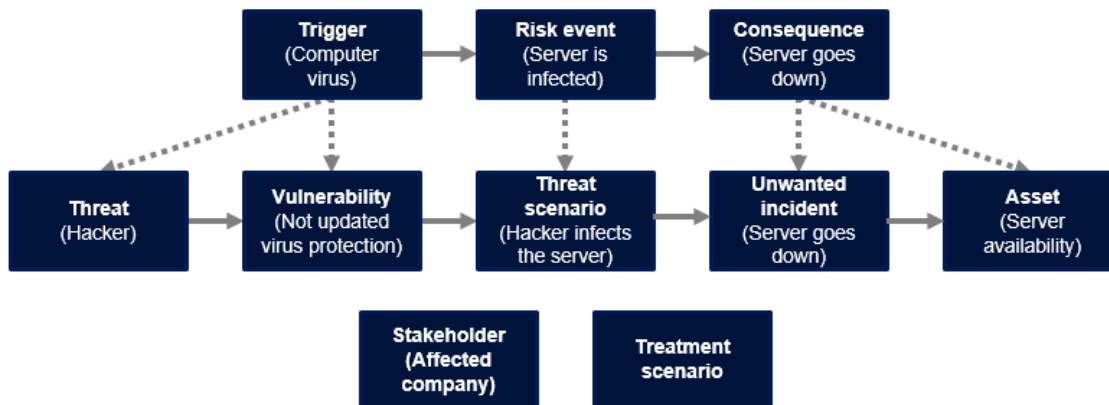 Trigger
(Computer
virus)
Risk event
(Server is
infected)
Consequence
(Server goes
down)
Threat
(Hacker)
Vulnerability
(Not updated
virus protection)
Threat
scenario
(Hacker infects
the server)
Unwanted
incident
(Server goes
down)
Asset
(Server
availability)
Stakeholder
(Affected
company)
Treatment
scenario